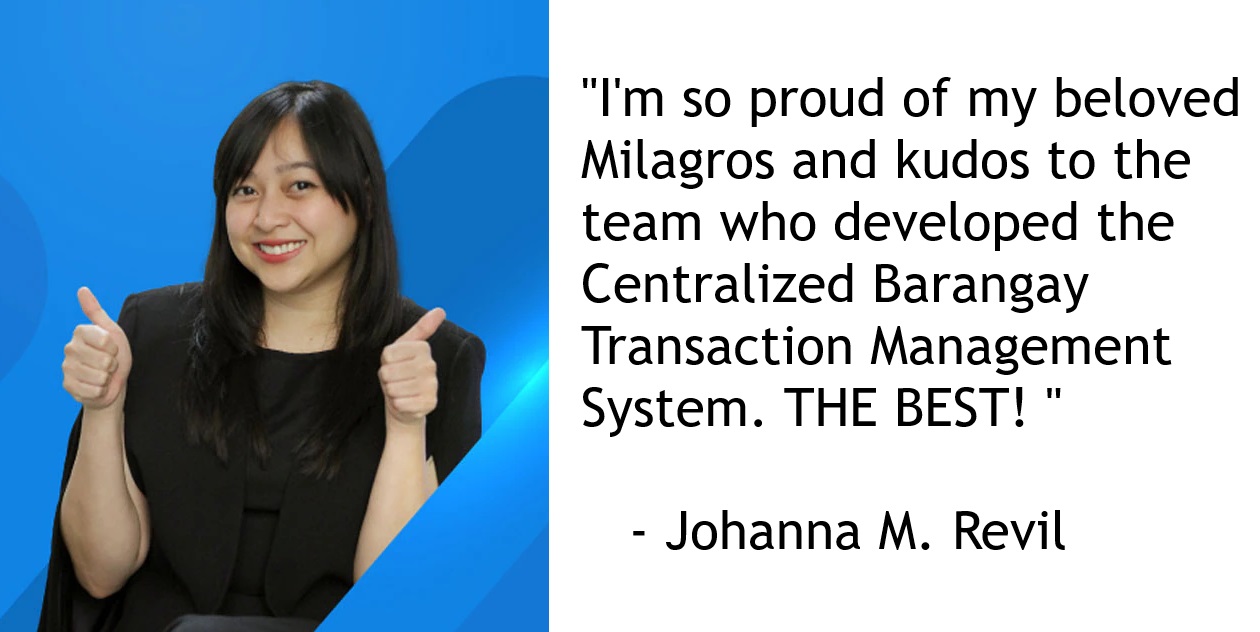 "I'm so proud of my beloved
Milagros and kudos to the
team who developed the
Centralized Barangay
Transaction Management
System. THE BEST! "
- Johanna M. Revil